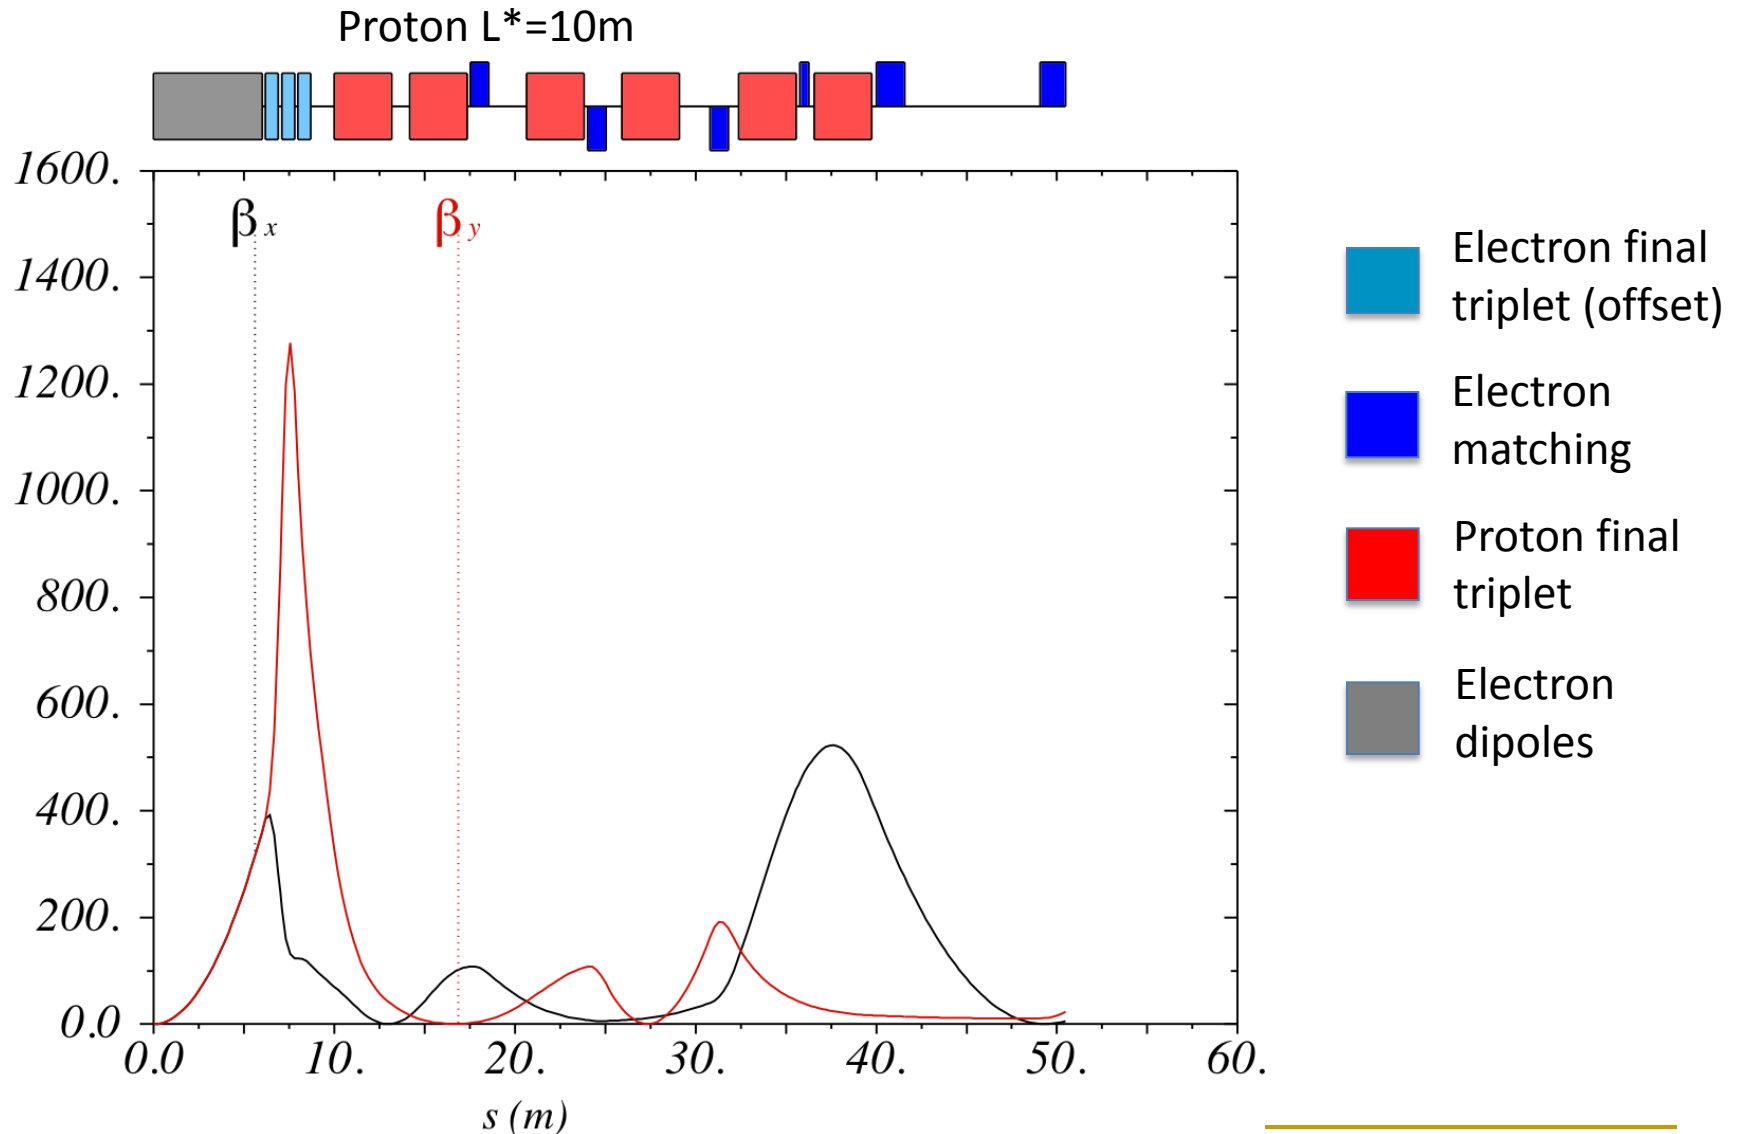 Proton L*=10m
1600.
1400.
1200.
1000.
800.
600.
400.
200.
0.0
βx
βy
0.0 10. 20. 30. 40. 50. 60.
s (m)
Electron final
triplet (offset)
Electron
matching
Proton final
triplet
Electron
dipoles